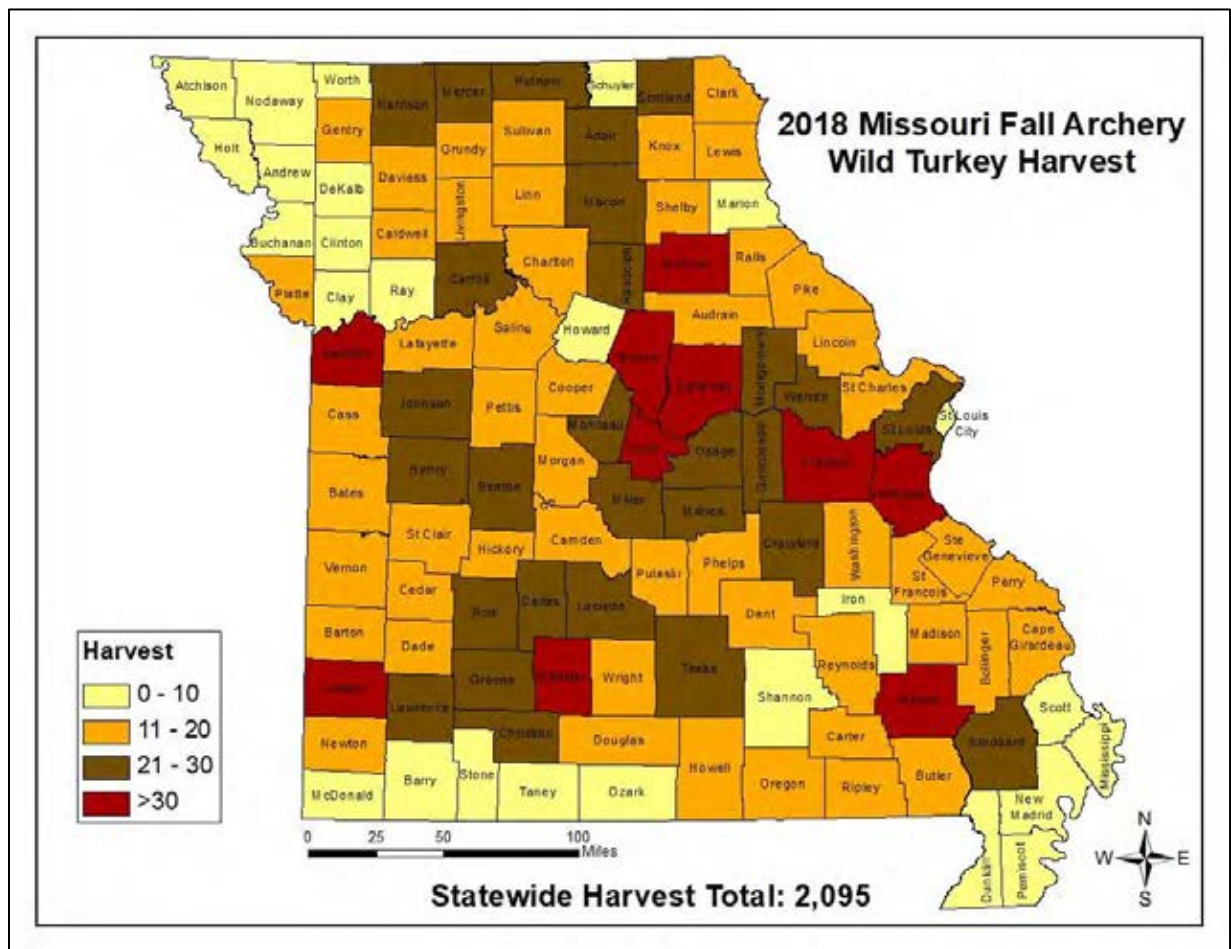 2018 Missouri Fall Archery
Wild Turkey Harvest
Atchison
Nodaway
Worth
Harrison
Mercer
Putnam
Schuyler
Scotland
Clark
Gentry
Sullivan
Adair
Knox
Lewis
Holt
Andrew
DeKalb
Daviess
Grundy
Livingston
Linn
Macon
Shelby
Marion
Buchanan
Clinton
Caldwell
Chariton
Randolph
Ralls
Pike
Platte
Clay
Ray
Carroll
Audrain
Saline
Howard
Lafayette
Lincoln
Cooper
Montgomery
Warren
St Charles
St Louis
St Louis
City
Johnson
Pettis
Cass
Moniteau
Osage
Gasconade
Henry
Benton
Morgan
Miller
Maries
Bates
St Clair
Hickory
Camden
Crawford
Washington
Ste
Genevieve
St
Francois
Perry
Vernon
Cedar
Polk
Dallas
Laclede
Pulaski
Phelps
Dent
Iron
Barton
Dade
Madison
Bollinger
Cape
Girardeau
Greene
Wright
Texas
Shannon
Reynolds
Lawrence
Christian
Douglas
Howell
Carter
Stoddard
Scott
Mississippi
Newton
McDonald
Barry
Stone
Taney
Ozark
Oregon
Ripley
Butler
New
Madrid
Dunklin
Pemiscot
Harvest
0 - 10
11 - 20
21 - 30
>30
0 25 50 100
Miles
N
W E
S
Statewide Harvest Total: 2,095